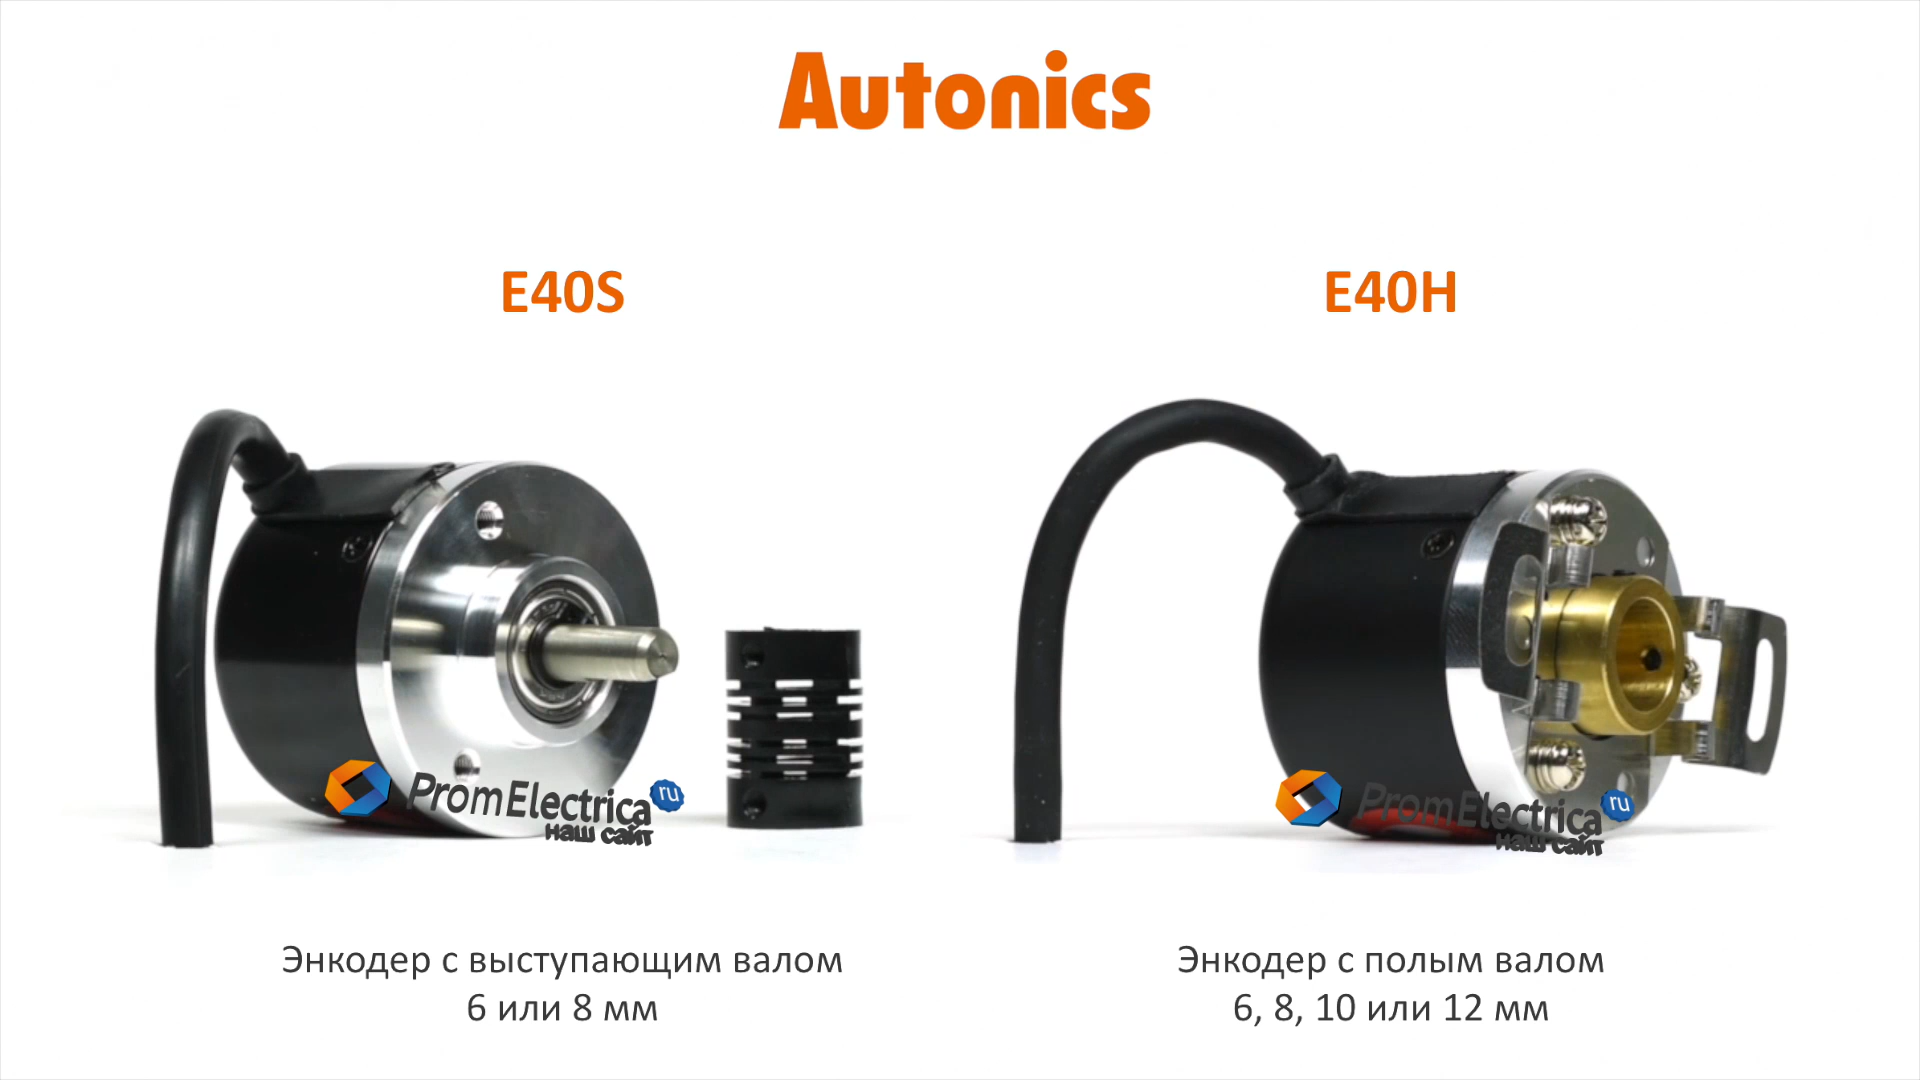 Autonics
E40S
E40H
PromElectrica ru
наш сайт
PromElectrica ru
наш сайт
Энкодер с выступающим валом
6 или 8 мм
Энкодер с полым валом
6, 8, 10 или 12 мм